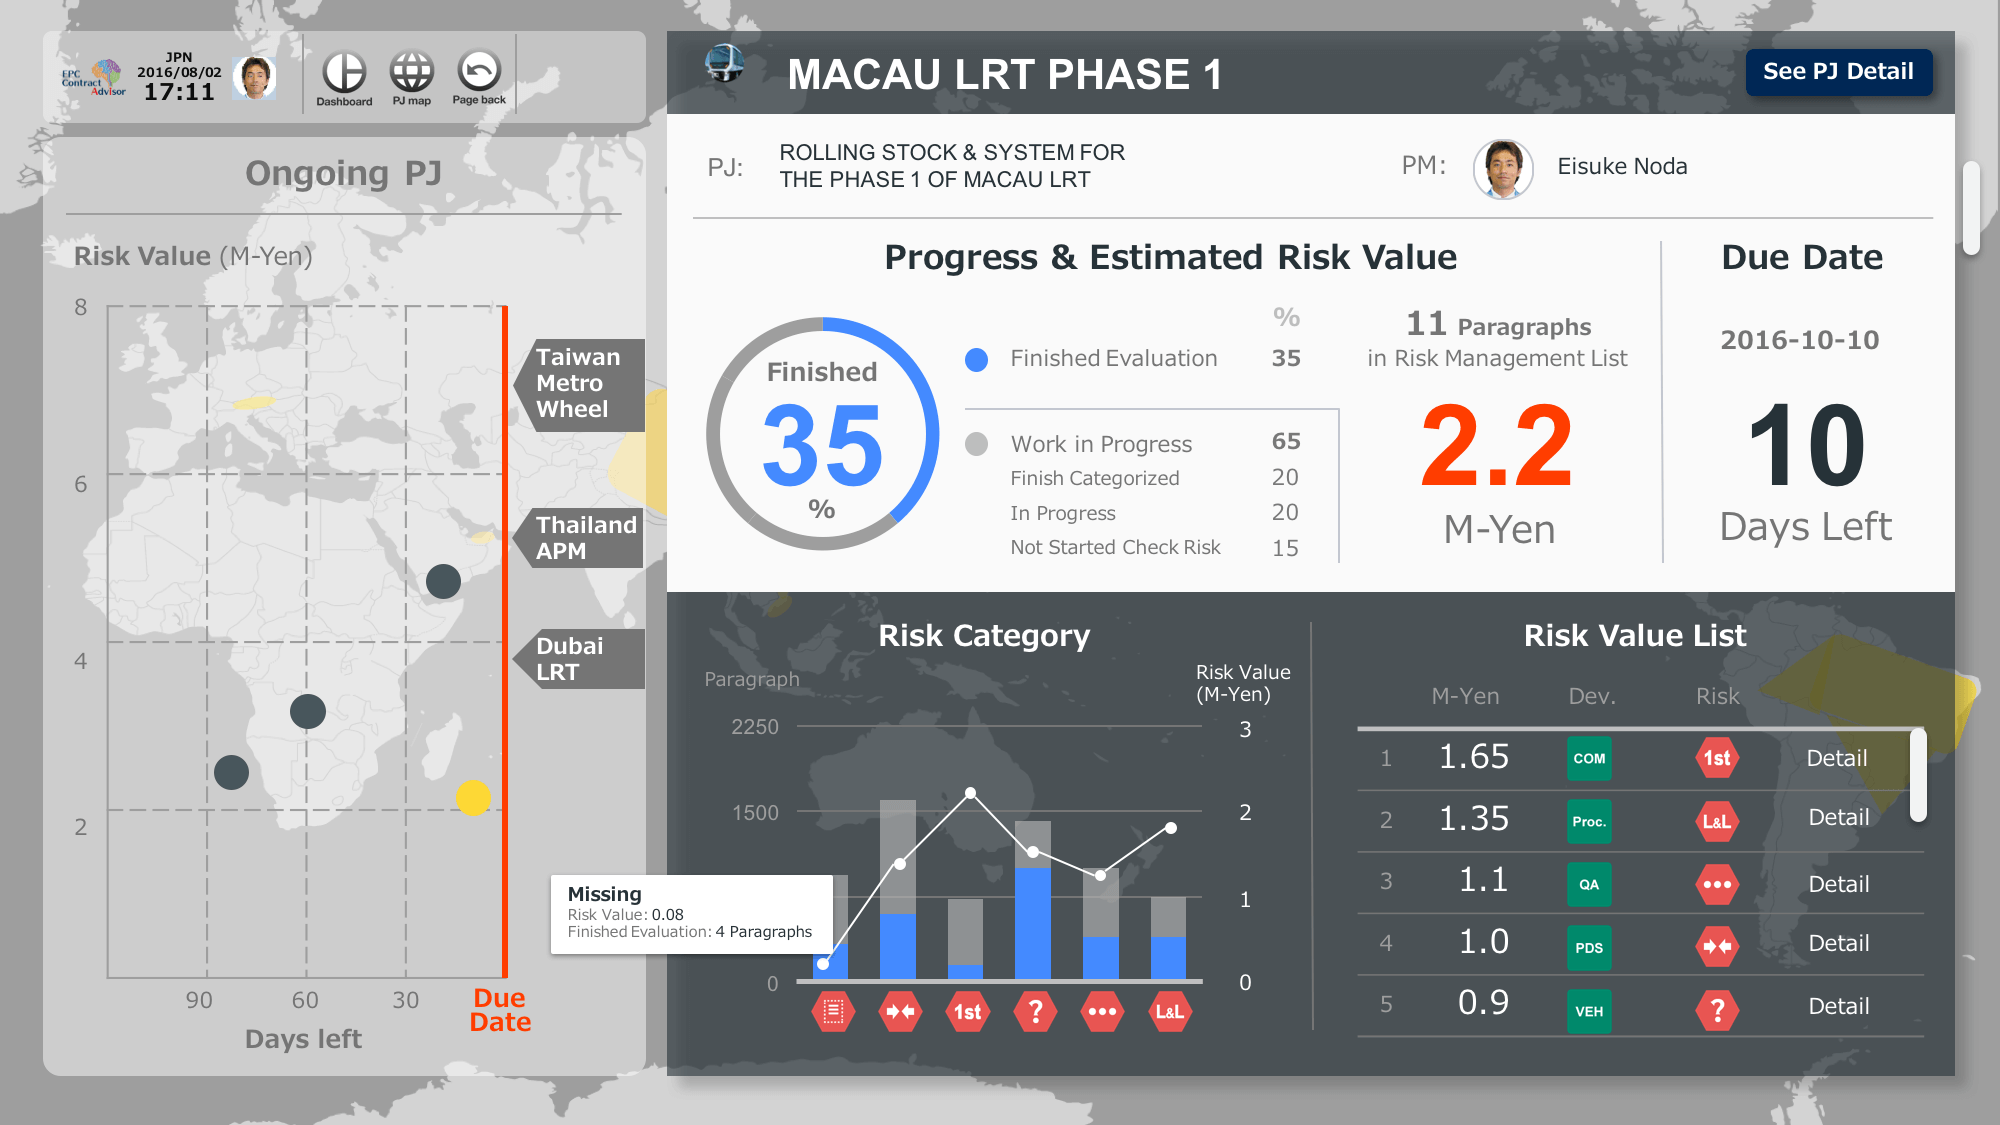 EPC
Contract
Advisor
JPN
2016/08/02
17:11
Dashboard
PJ map
Page back
Ongoing PJ
Risk Value (M-Yen)
8
6
4
2
90
60
30
Due
Date
Days left
Taiwan
Metro
Wheel
Thailand
APM
Dubai
LRT
MACAU LRT PHASE 1
See PJ Detail
PJ:
ROLLING STOCK & SYSTEM FOR
THE PHASE 1 OF MACAU LRT
PM:
Eisuke Noda
Progress & Estimated Risk Value
Finished
35
%
%
Finished Evaluation 35
Work in Progress 65
Finish Categorized 20
In Progress 20
Not Started Check Risk 15
11 Paragraphs
in Risk Management List
2.2
M-Yen
Due Date
2016-10-10
10
Days Left
Risk Category
Paragraph
Risk Value
(M-Yen)
2250
1500
0
3
2
1
0
Missing
Risk Value: 0.08
Finished Evaluation: 4 Paragraphs
1st
?
L&L
Risk Value List
M-Yen Dev. Risk
1 1.65 COM 1st Detail
2 1.35 Proc. L&L Detail
3 1.1 QA Detail
4 1.0 PDS Detail
5 0.9 VEH ? Detail